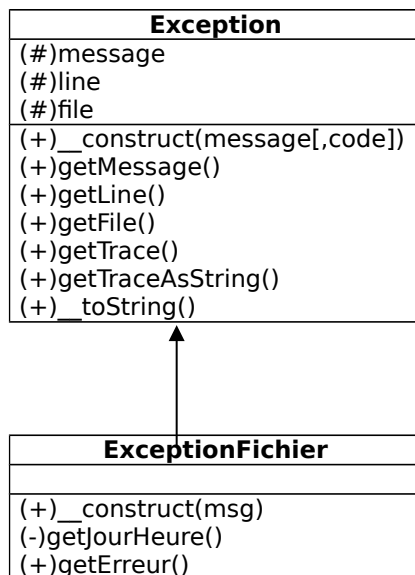 Exception
(#)message
(#)line
(#)file
(+)__construct(message[,code])
(+)getMessage()
(+)getLine()
(+)getFile()
(+)getTrace()
(+)getTraceAsString()
(+)__toString()
ExceptionFichier
(+)__construct(msg)
(-)getJourHeure()
(+)getErreur()